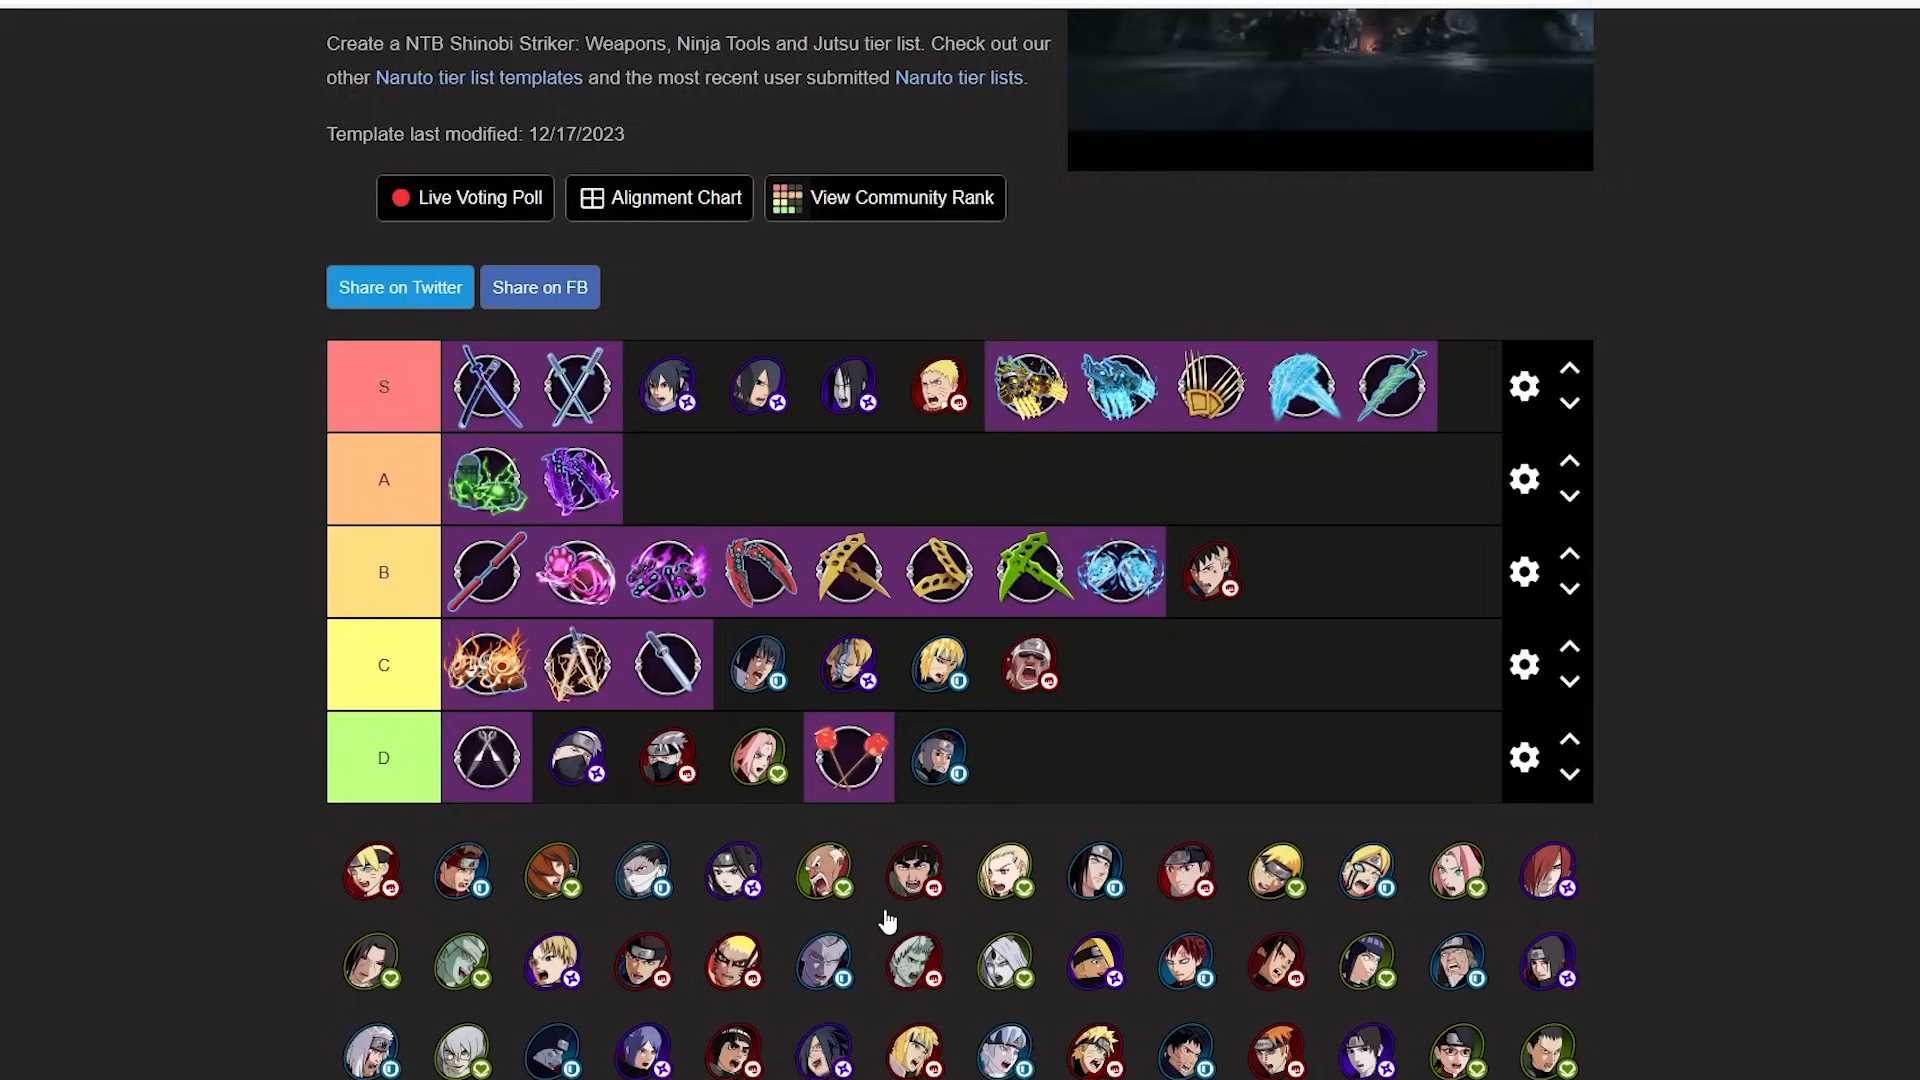 Create a NTB Shinobi Striker: Weapons, Ninja Tools and Jutsu tier list. Check out our
other Naruto tier list templates and the most recent user submitted Naruto tier lists.
Template last modified: 12/17/2023
Live Voting Poll
Alignment Chart
View Community Rank
Share on Twitter
Share on FB
S
A
B
C
D